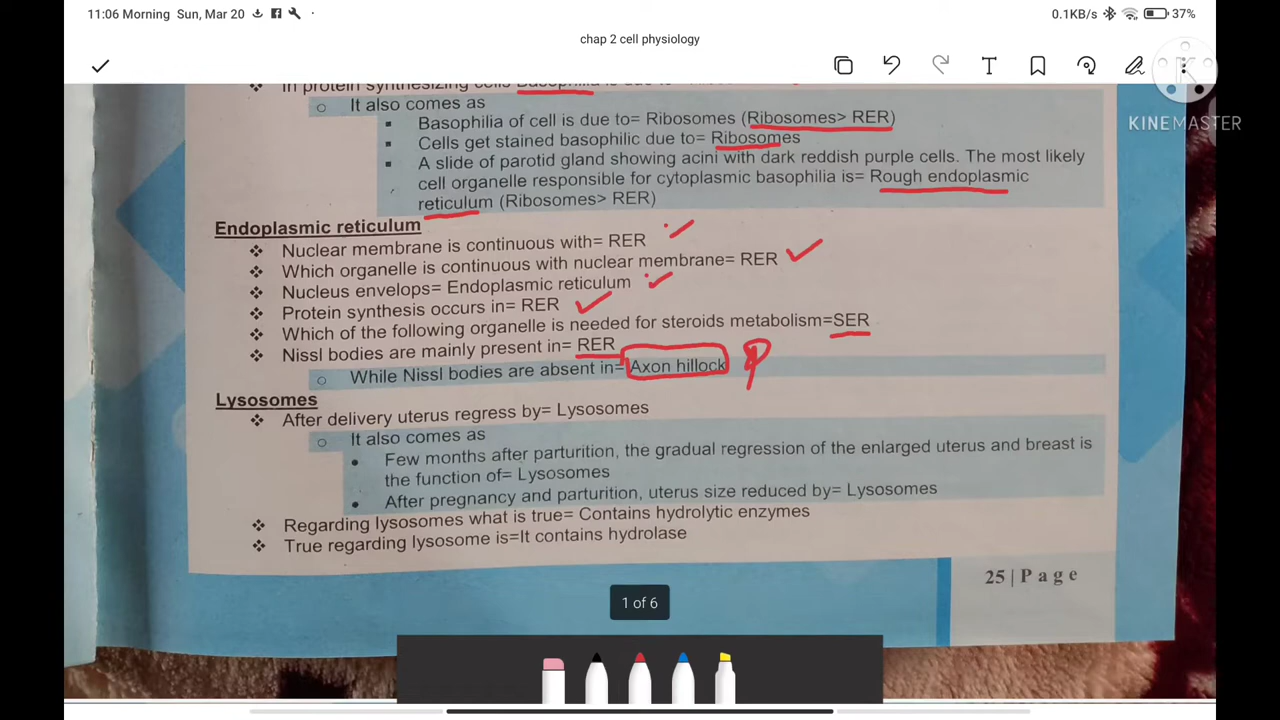 11:06 Morning Sun, Mar 20
0.1KB/s 37%
chap 2 cell physiology
KINEMASTER
In protein synthesizing cells Basophilia is due to=
It also comes as
Basophilia of cell is due to= Ribosomes (Ribosomes> RER)
Cells get stained basophilic due to= Ribosomes
A slide of parotid gland showing acini with dark reddish purple cells. The most likely
cell organelle responsible for cytoplasmic basophilia is= Rough endoplasmic
reticulum (Ribosomes> RER)
Endoplasmic reticulum
Nuclear membrane is continuous with= RER
Which organelle is continuous with nuclear membrane= RER
Nucleus envelops= Endoplasmic reticulum
Protein synthesis occurs in= RER
Which of the following organelle is needed for steroids metabolism=SER
Nissl bodies are mainly present in= RER
While Nissl bodies are absent in= Axon hillock
Lysosomes
After delivery uterus regress by= Lysosomes
It also comes as
Few months after parturition, the gradual regression of the enlarged uterus and breast is
the function of= Lysosomes
After pregnancy and parturition, uterus size reduced by= Lysosomes
Regarding lysosomes what is true= Contains hydrolytic enzymes
True regarding lysosome is=It contains hydrolase
25 | Page
1 of 6